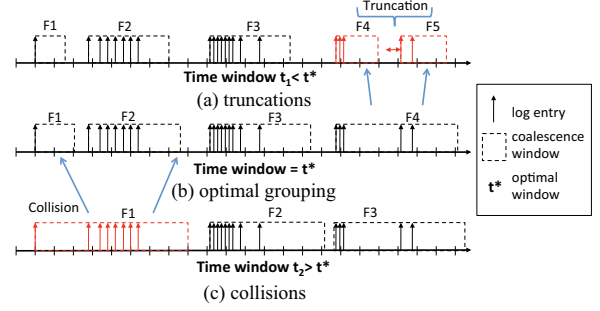 Truncation
F1 F2 F3 F4 F5
Time window t₁< t*
(a) truncations
F1 F2 F3 F4
Time window = t*
(b) optimal grouping
Collision F1 F2 F3
Time window t₂> t*
(c) collisions
log entry
coalescence
window
t* optimal
window